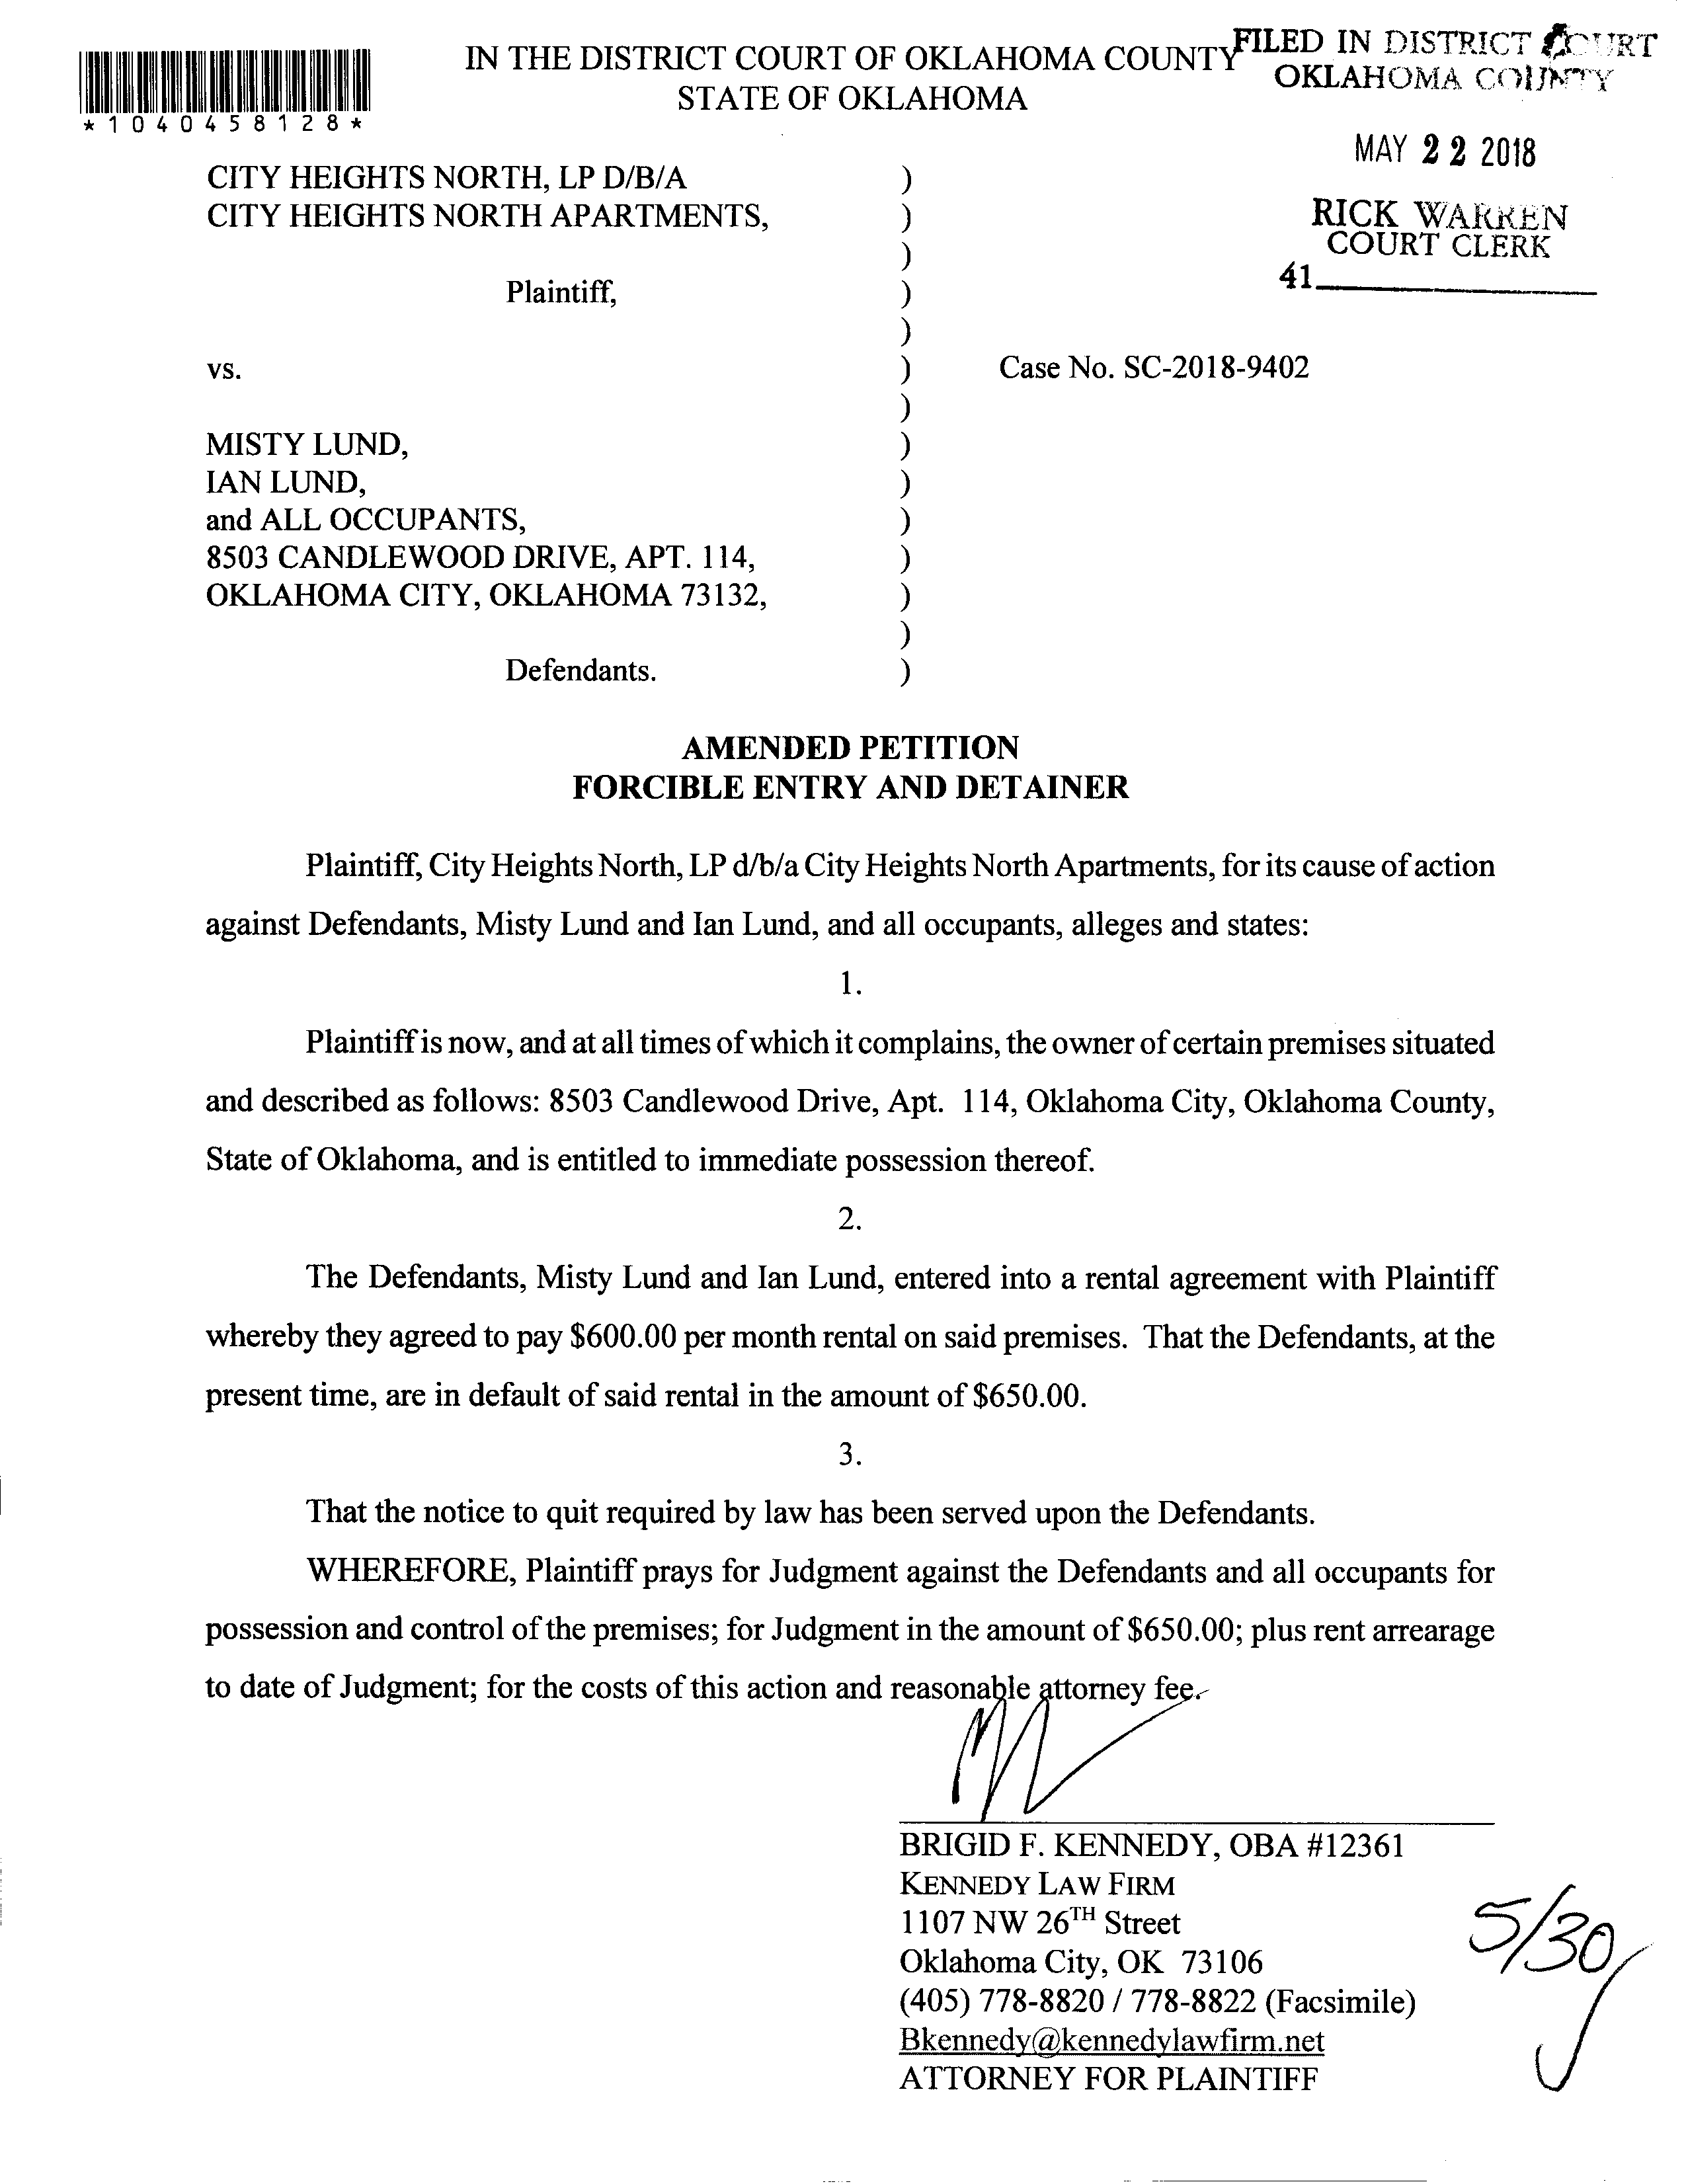 IN THE DISTRICT COURT OF OKLAHOMA COUNTY
STATE OF OKLAHOMA
FILED IN DISTRICT COURT
OKLAHOMA COUNTY
*1040458128*
MAY 22 2018
RICK WARREN
COURT CLERK
41
CITY HEIGHTS NORTH, LP D/B/A )
CITY HEIGHTS NORTH APARTMENTS, )
)
Plaintiff, )
)
vs. ) Case No. SC-2018-9402
)
MISTY LUND, )
IAN LUND, )
and ALL OCCUPANTS, )
8503 CANDLEWOOD DRIVE, APT. 114, )
OKLAHOMA CITY, OKLAHOMA 73132, )
)
Defendants. )
AMENDED PETITION
FORCIBLE ENTRY AND DETAINER
Plaintiff, City Heights North, LP d/b/a City Heights North Apartments, for its cause of action
against Defendants, Misty Lund and Ian Lund, and all occupants, alleges and states:
1.
Plaintiff is now, and at all times of which it complains, the owner of certain premises situated
and described as follows: 8503 Candlewood Drive, Apt. 114, Oklahoma City, Oklahoma County,
State of Oklahoma, and is entitled to immediate possession thereof.
2.
The Defendants, Misty Lund and Ian Lund, entered into a rental agreement with Plaintiff
whereby they agreed to pay $600.00 per month rental on said premises. That the Defendants, at the
present time, are in default of said rental in the amount of $650.00.
3.
That the notice to quit required by law has been served upon the Defendants.
WHEREFORE, Plaintiff prays for Judgment against the Defendants and all occupants for
possession and control of the premises; for Judgment in the amount of $650.00; plus rent arrearage
to date of Judgment; for the costs of this action and reasonable attorney fee.
BRIGID F. KENNEDY, OBA #12361
KENNEDY LAW FIRM
1107 NW 26TH Street
Oklahoma City, OK 73106
(405) 778-8820 / 778-8822 (Facsimile)
Bkennedy@kennedylawfirm.net
ATTORNEY FOR PLAINTIFF
5/30